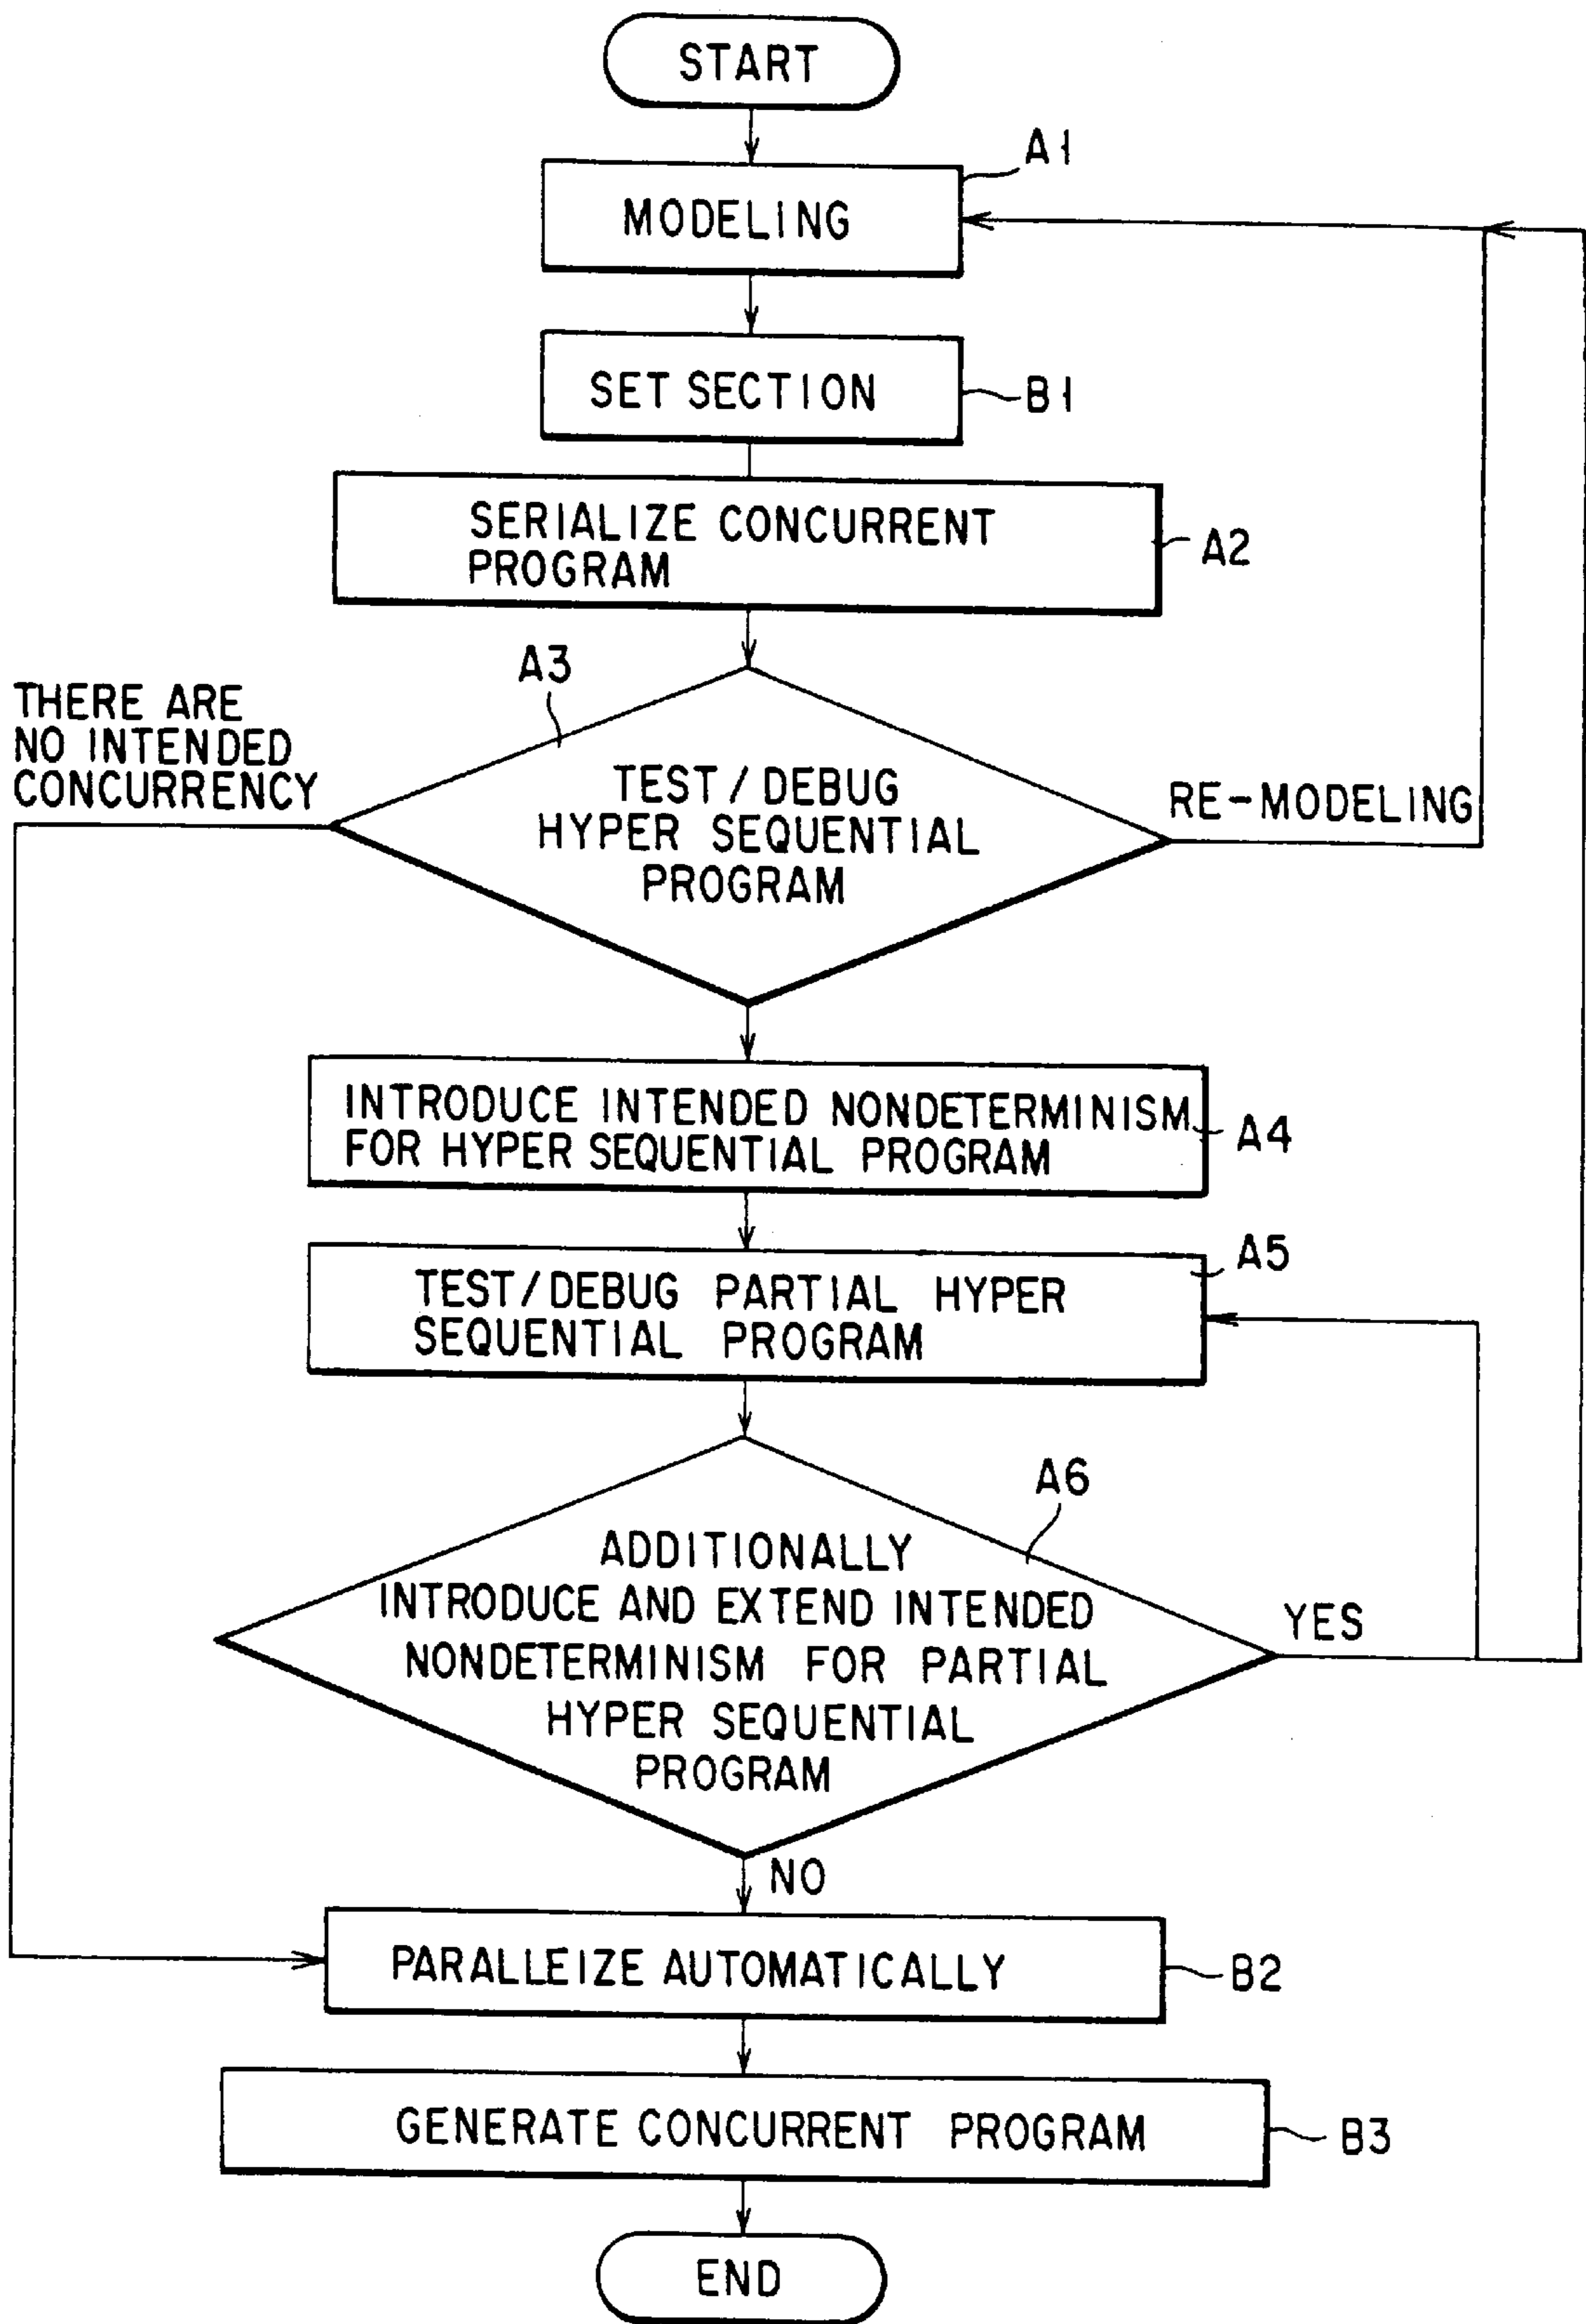 START
A1
MODELING
SET SECTION
B1
SERIALIZE CONCURRENT
PROGRAM
A2
A3
THERE ARE
NO INTENDED
CONCURRENCY
TEST/DEBUG
HYPER SEQUENTIAL
PROGRAM
RE-MODELING
INTRODUCE INTENDED NONDETERMINISM
FOR HYPER SEQUENTIAL PROGRAM
A4
A5
TEST/DEBUG PARTIAL HYPER
SEQUENTIAL PROGRAM
A6
ADDITIONALLY
INTRODUCE AND EXTEND INTENDED
NONDETERMINISM FOR PARTIAL
HYPER SEQUENTIAL
PROGRAM
YES
NO
PARALLEIZE AUTOMATICALLY
B2
GENERATE CONCURRENT PROGRAM
B3
END